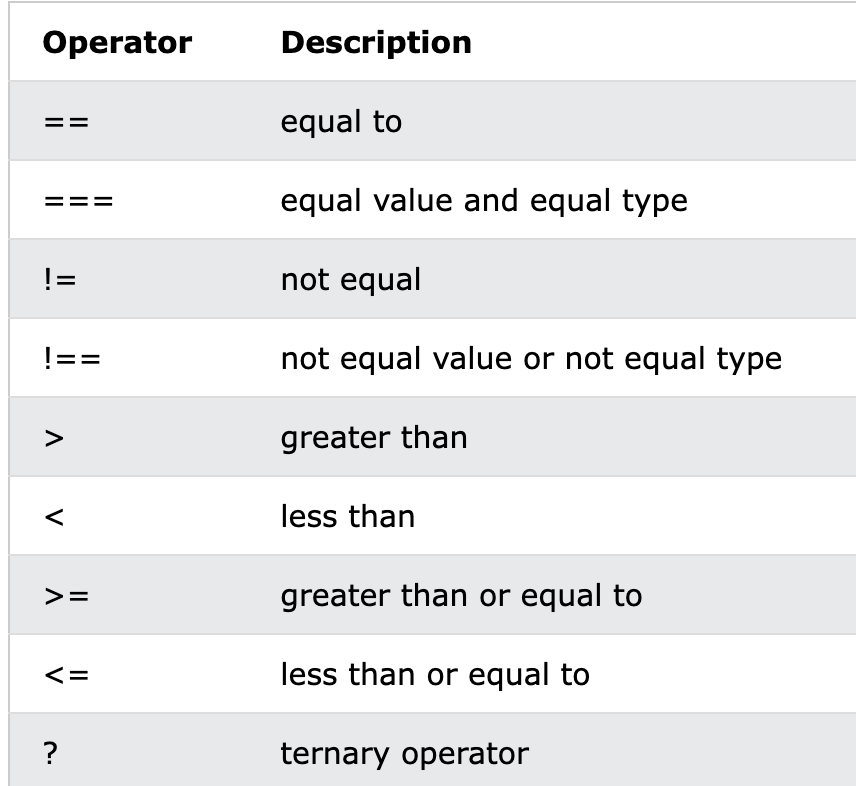 Operator Description
== equal to
=== equal value and equal type
!= not equal
!== not equal value or not equal type
> greater than
< less than
>= greater than or equal to
<= less than or equal to
? ternary operator